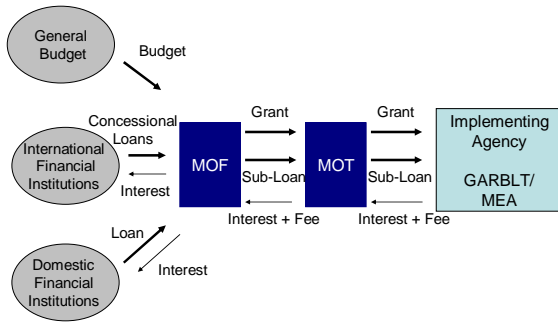 General
Budget
Budget
Concessional
Loans
International
Financial
Institutions
Interest
Loan
Domestic
Financial
Institutions
Interest
MOF
Grant
Sub-Loan
Interest + Fee
MOT
Grant
Sub-Loan
Interest + Fee
Implementing
Agency
GARBLT/
MEA